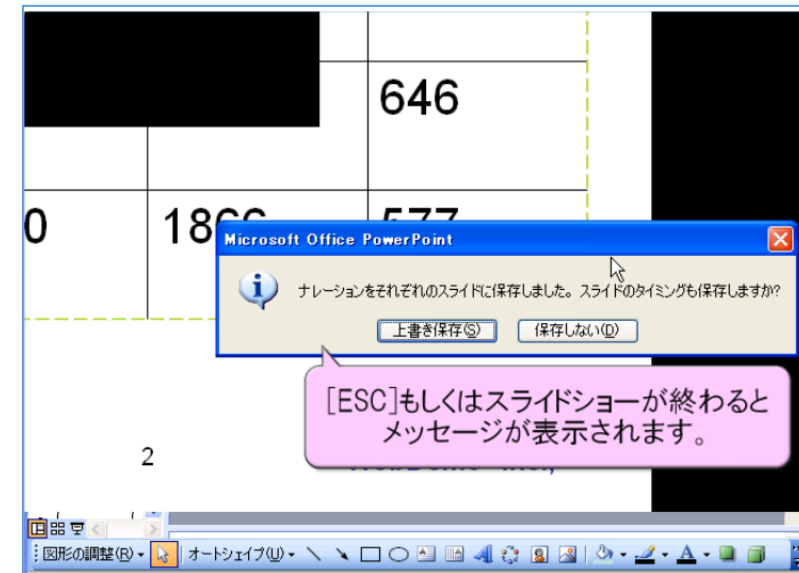 646
0
Microsoft Office PowerPoint
ナレーションをそれぞれのスライドに保存しました。スライドのタイミングも保存しますか?
上書き保存(S)
保存しない(D)
[ESC]もしくはスライドショーが終わると
メッセージが表示されます。
2
図形の調整(R)
オートシェイプ(U)